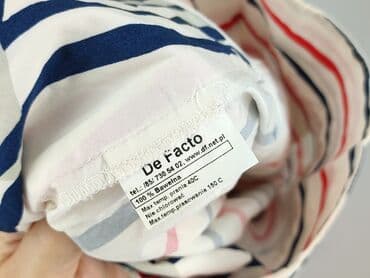 De Facto
tel.: (85) 738 54 02, www.df.net.pl
100 % Bawełna
Max.temp. prania 40C
Nie chlorować
Max.temp.prasowania 150 C